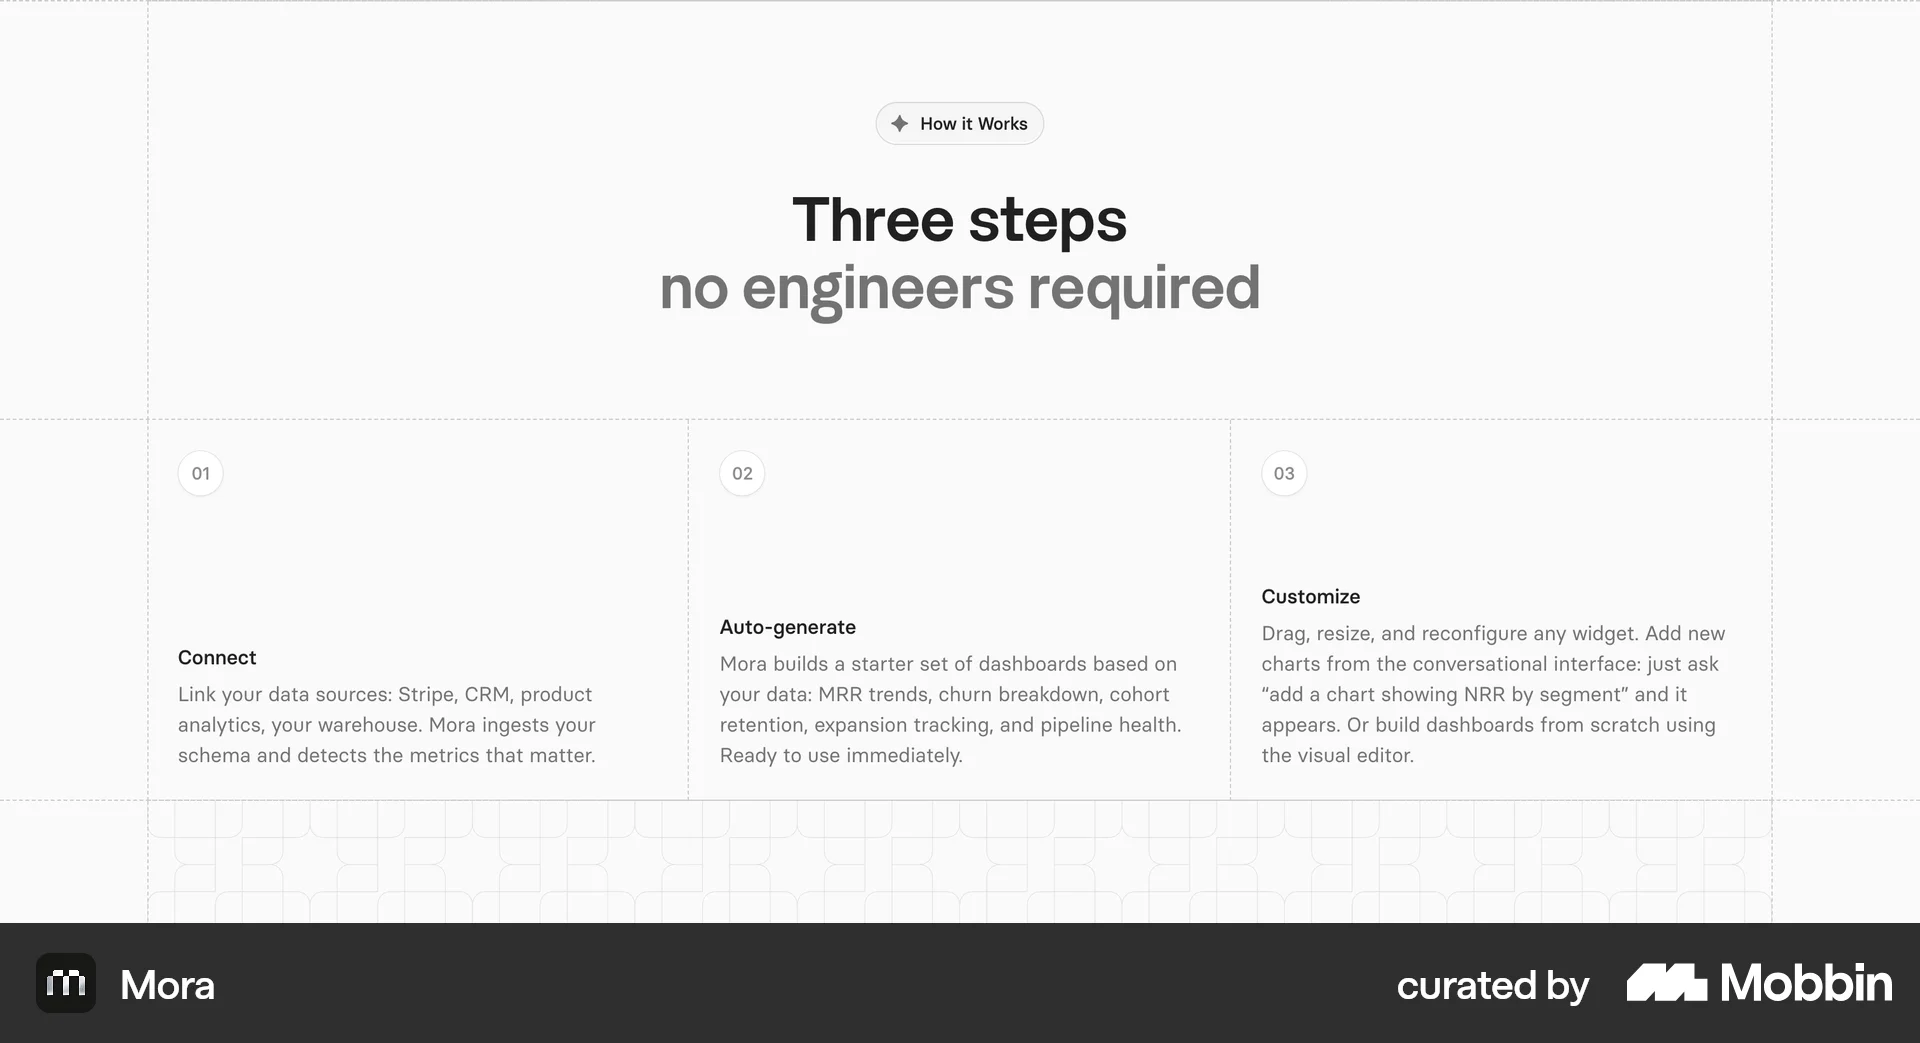 How it Works
Three steps
no engineers required
01
Connect
Link your data sources: Stripe, CRM, product
analytics, your warehouse. Mora ingests your
schema and detects the metrics that matter.
02
Auto-generate
Mora builds a starter set of dashboards based on
your data: MRR trends, churn breakdown, cohort
retention, expansion tracking, and pipeline health.
Ready to use immediately.
03
Customize
Drag, resize, and reconfigure any widget. Add new
charts from the conversational interface: just ask
“add a chart showing NRR by segment” and it
appears. Or build dashboards from scratch using
the visual editor.
m
Mora
curated by
Mobbin